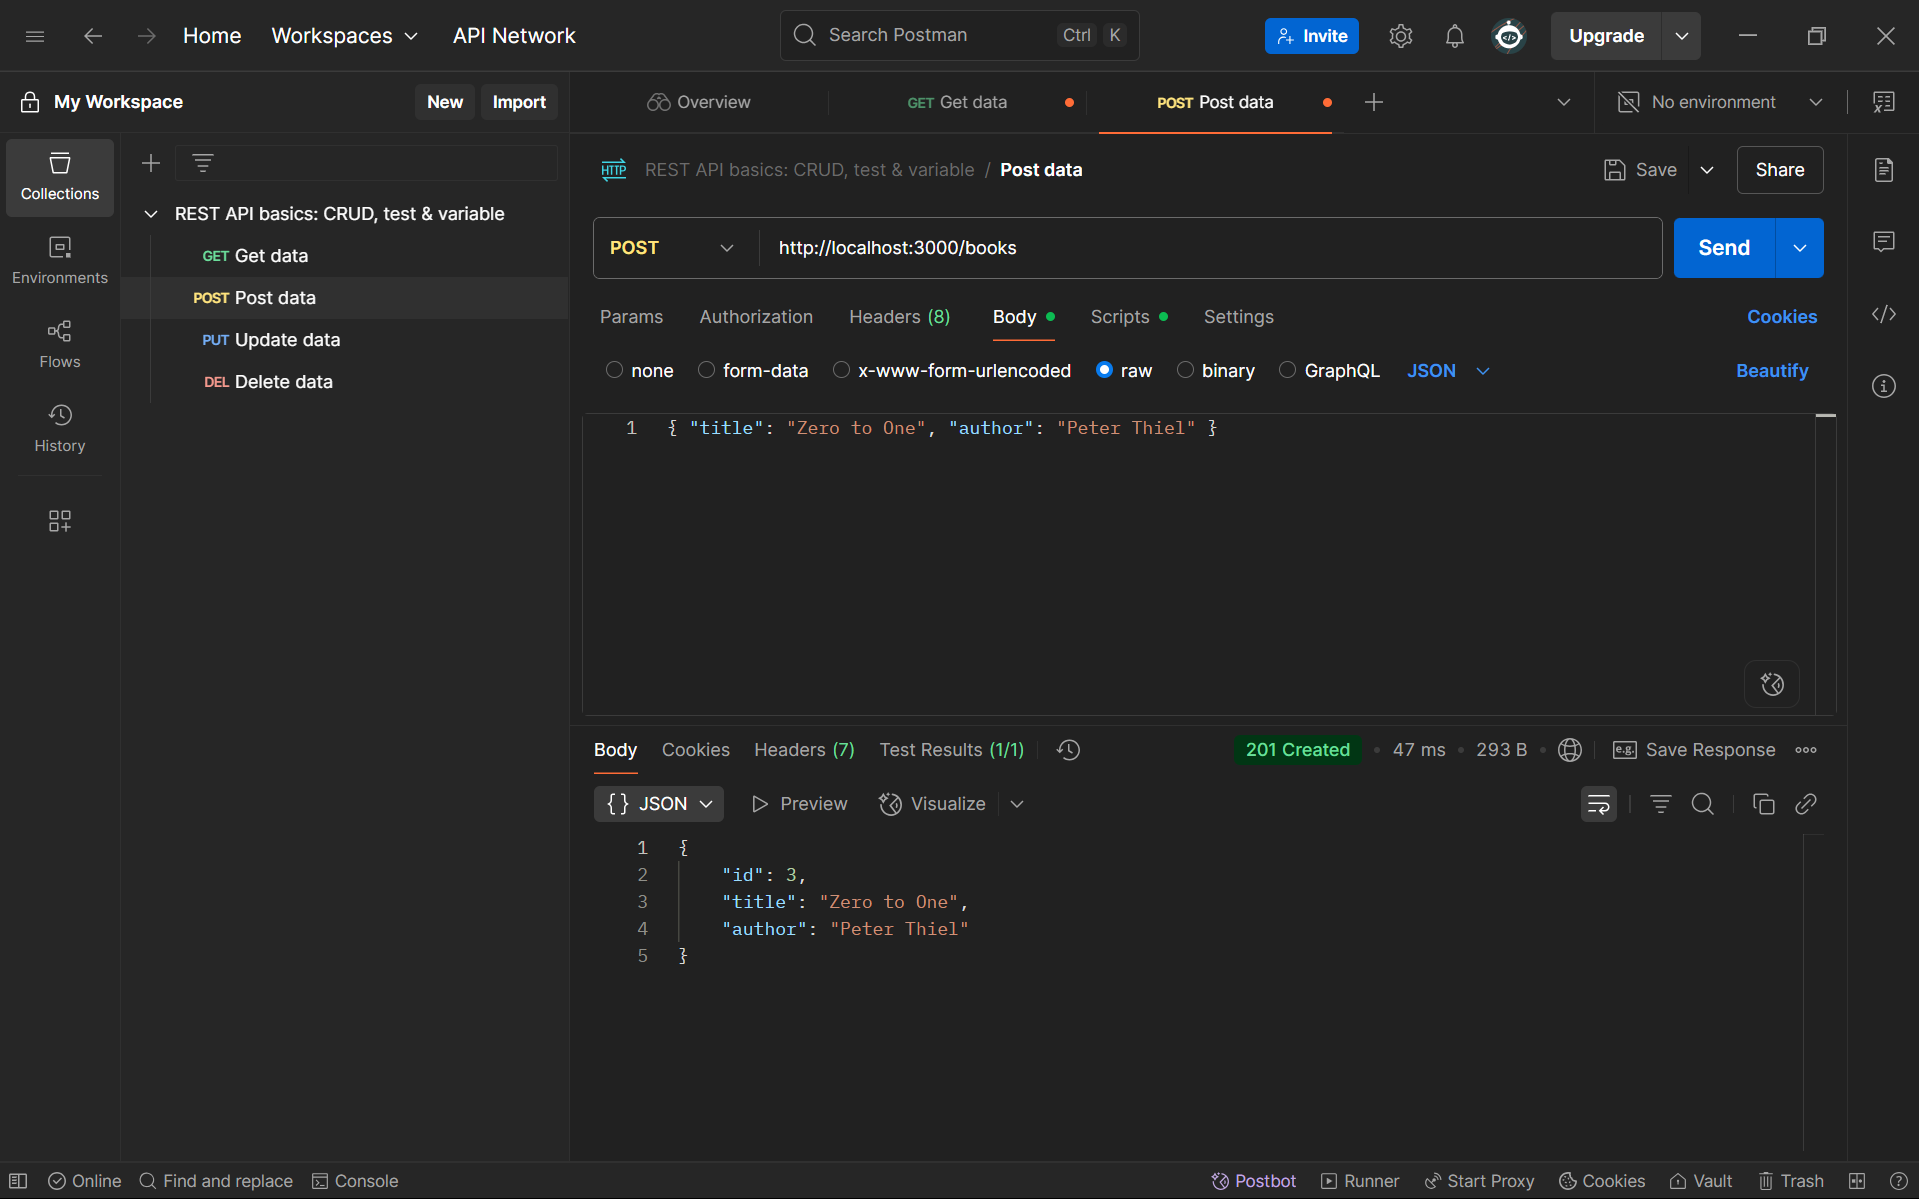 Home Workspaces API Network Search Postman Ctrl K Invite Upgrade
My Workspace New Import Overview GET Get data POST Post data No environment
Collections
Environments
Flows
History
REST API basics: CRUD, test & variable
GET Get data
POST Post data
PUT Update data
DEL Delete data
HTTP REST API basics: CRUD, test & variable / Post data Save Share
POST http://localhost:3000/books Send
Params Authorization Headers (8) Body Scripts Settings Cookies
none form-data x-www-form-urlencoded raw binary GraphQL JSON Beautify
1 { "title": "Zero to One", "author": "Peter Thiel" }
Body Cookies Headers (7) Test Results (1/1) 201 Created 47 ms 293 B e.g. Save Response
{} JSON Preview Visualize
1 {
2 "id": 3,
3 "title": "Zero to One",
4 "author": "Peter Thiel"
5 }
Online Find and replace Console Postbot Runner Start Proxy Cookies Vault Trash